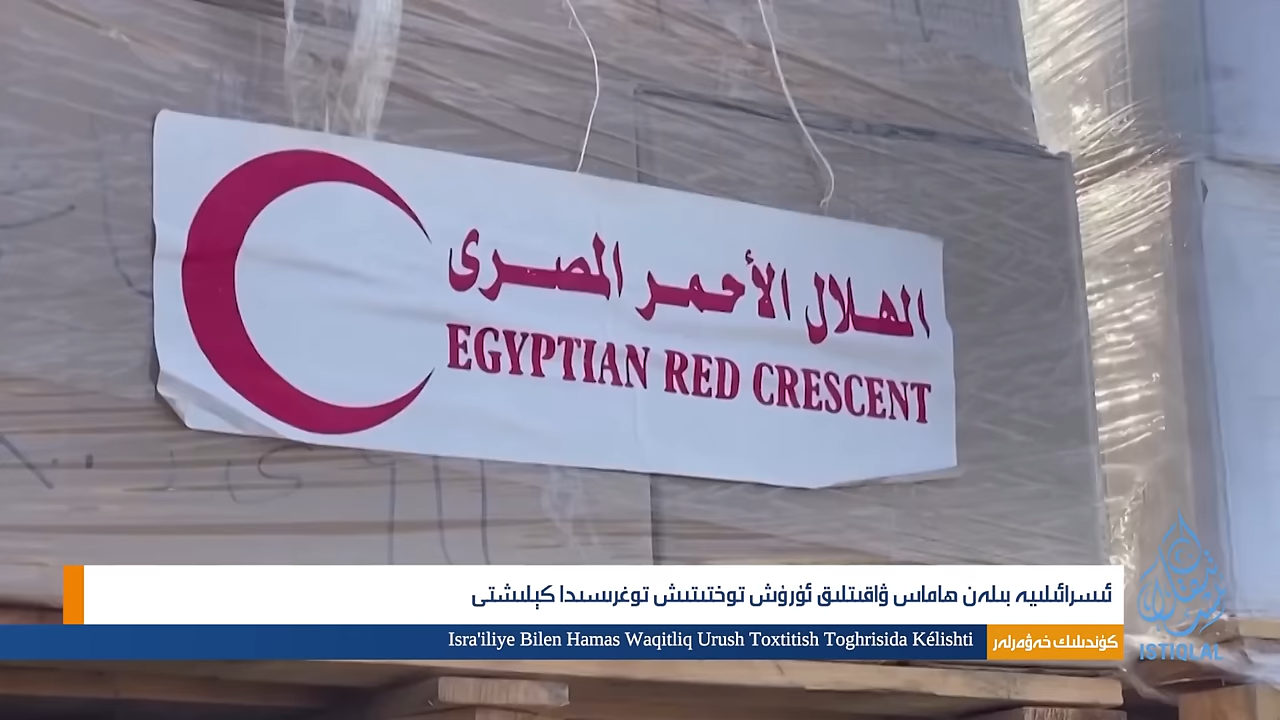 الهلال الأحمر المصرى
EGYPTIAN RED CRESCENT
ئىسرائىلىيە بىلەن ھاماس ۋاقىتلىق ئۇرۇش توختىتىش توغرىسىدا كېلىشتى
Isra'iliye Bilen Hamas Waqitliq Urush Toxtitish Toghrisida Kélishti
كۈندىلىك خەۋەرلەر
ISTIQLAL